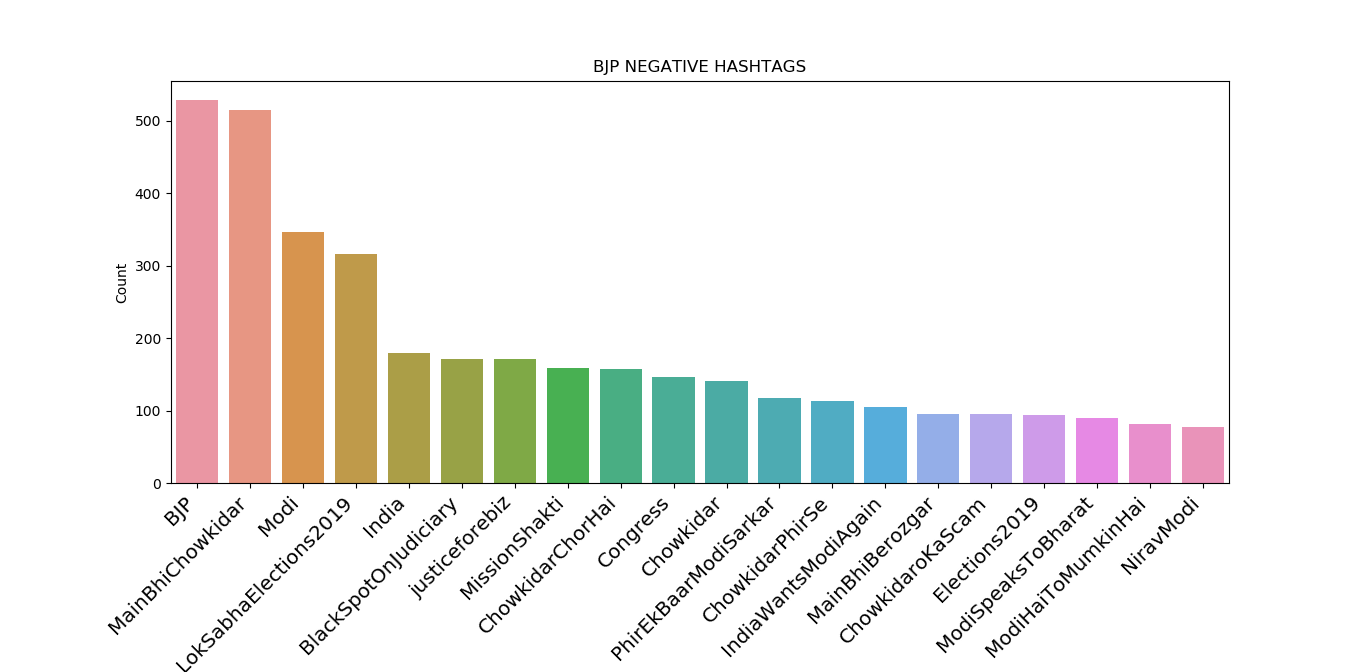 BJP NEGATIVE HASHTAGS
Count
500
400
300
200
100
0
BJP
MainBhiChowkidar
Modi
LokSabhaElections2019
India
BlackSpotOnJudiciary
justiceforebiz
MissionShakti
ChowkidarChorHai
Congress
Chowkidar
PhirEkBaarModiSarkar
ChowkidarPhirSe
IndiaWantsModiAgain
MainBhiBerozgar
ChowkidaroKaScam
Elections2019
ModiSpeaksToBharat
ModiHaiToMumkinHai
NiravModi